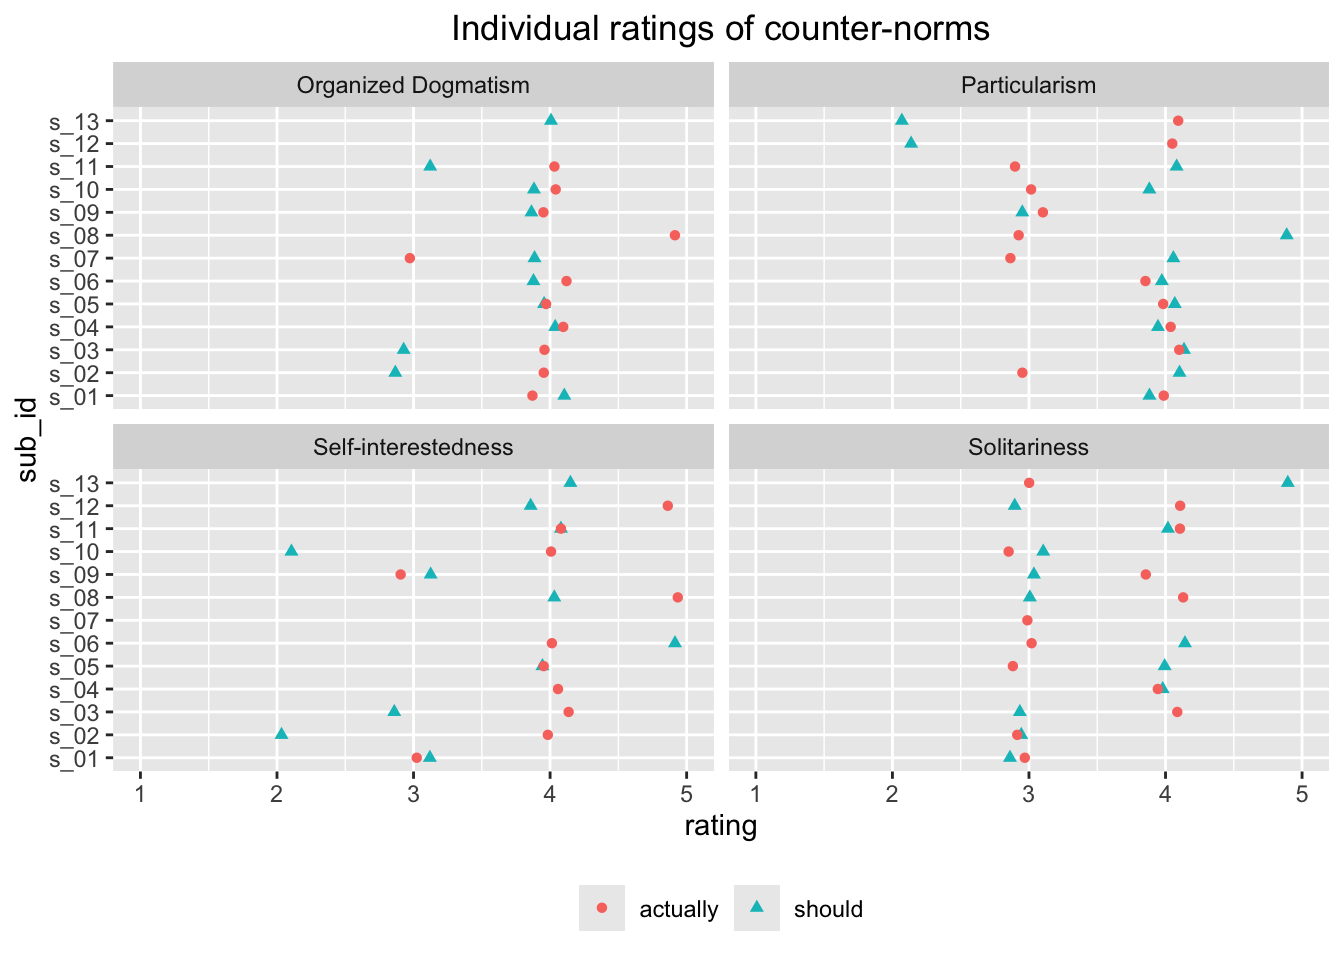 Individual ratings of counter-norms
Organized Dogmatism
Particularism
s_13
s_12
s_11
s_10
s_09
s_08
s_07
s_06
s_05
s_04
s_03
s_02
s_01
sub_id
Self-interestedness
Solitariness
s_13
s_12
s_11
s_10
s_09
s_08
s_07
s_06
s_05
s_04
s_03
s_02
s_01
1 2 3 4 5 1 2 3 4 5
rating
actually should